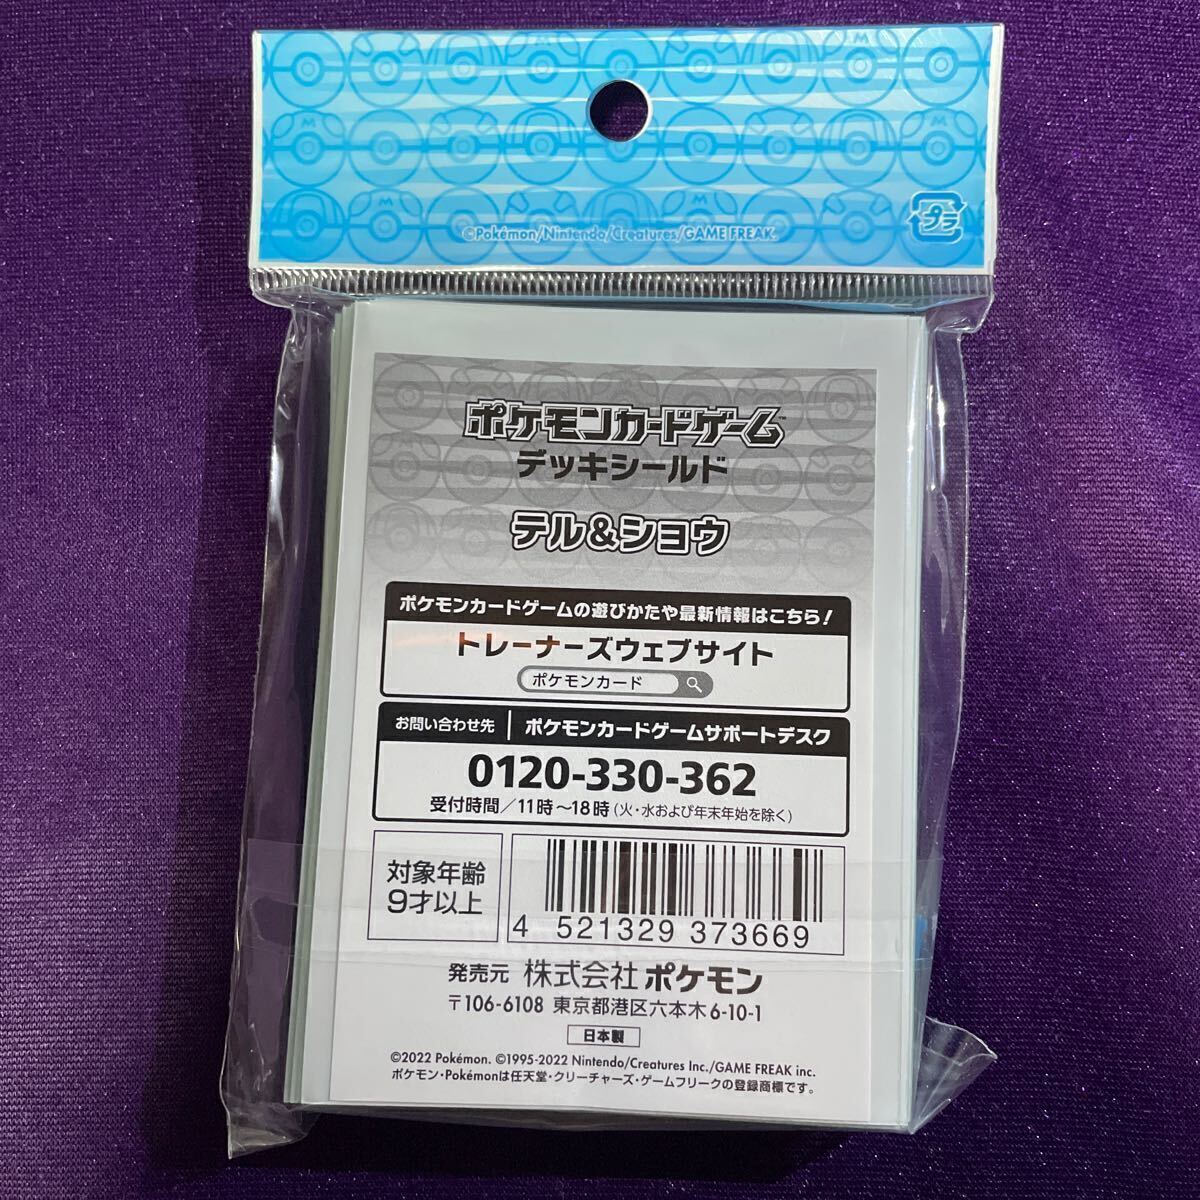 ©Pokémon/Nintendo/Creatures/GAME FREAK.
プラ
ポケモンカードゲーム™
デッキシールド
テル&ショウ
ポケモンカードゲームの遊びかたや最新情報はこちら!
トレーナーズウェブサイト
ポケモンカード
お問い合わせ先 ポケモンカードゲームサポートデスク
0120-330-362
受付時間/11時~18時(火・水および年末年始を除く)
対象年齢
9才以上
4 521329 373669
発売元 株式会社 ポケモン
〒106-6108 東京都港区六本木6-10-1
日本製
©2022 Pokémon. ©1995-2022 Nintendo/Creatures Inc./GAME FREAK inc.
ポケモン・Pokémonは任天堂・クリーチャーズ・ゲームフリークの登録商標です。